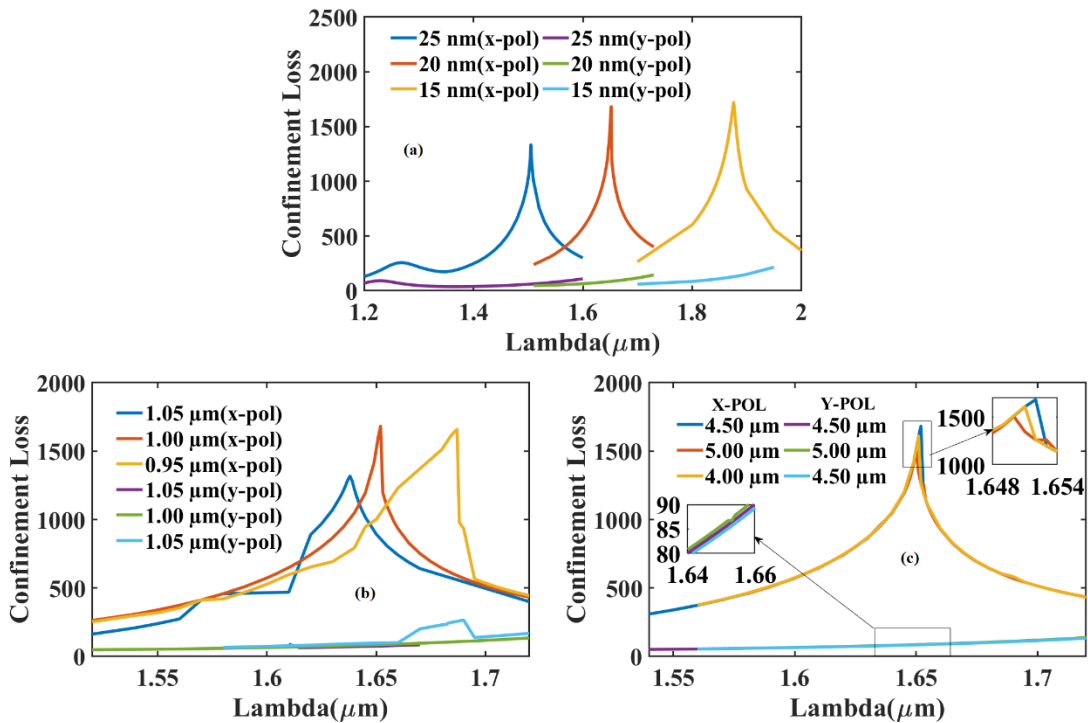 2500
2000
1500
1000
500
0
Confinement Loss
25 nm(x-pol) 25 nm(y-pol)
20 nm(x-pol) 20 nm(y-pol)
15 nm(x-pol) 15 nm(y-pol)
(a)
1.2 1.4 1.6 1.8 2
Lambda(μm)
2000
1500
1000
500
0
Confinement Loss
1.05 μm(x-pol)
1.00 μm(x-pol)
0.95 μm(x-pol)
1.05 μm(y-pol)
1.00 μm(y-pol)
1.05 μm(y-pol)
(b)
1.55 1.6 1.65 1.7
Lambda(μm)
2000
1500
1000
500
0
Confinement Loss
X-POL Y-POL
4.50 μm 4.50 μm
5.00 μm 5.00 μm
4.00 μm 4.50 μm
1500
1000
1.648 1.654
90
85
80
1.64 1.66
(c)
1.55 1.6 1.65 1.7
Lambda(μm)